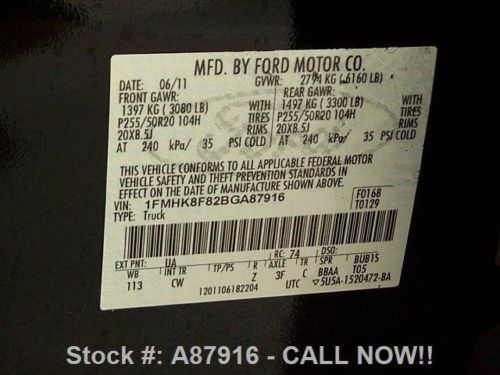 MFD. BY FORD MOTOR CO.
DATE: 06/11 GVWR: 2794 KG (6160 LB)
FRONT GAWR: REAR GAWR:
1397 KG (3080 LB) 1497 KG (3300 LB)
P255/50R20 104H WITH TIRES P255/50R20 104H WITH TIRES
20X8.5J RIMS 20X8.5J RIMS
AT 240 kPa/ 35 PSI COLD AT 240 kPa/ 35 PSI COLD
THIS VEHICLE CONFORMS TO ALL APPLICABLE FEDERAL MOTOR
VEHICLE SAFETY AND THEFT PREVENTION STANDARDS IN
EFFECT ON THE DATE OF MANUFACTURE SHOWN ABOVE.
VIN: 1FMHK8F82BGA87916 F0168
TYPE: Truck T0129
EXT PNT: UA RC: 74 DSO:
WB INT TR TP/PS R AXLE TR BUB1S
113 CW Z 3F C BBAA T05
1201106182204 UTC ▽5U5A-1520472-BA
Stock #: A87916 - CALL NOW!!